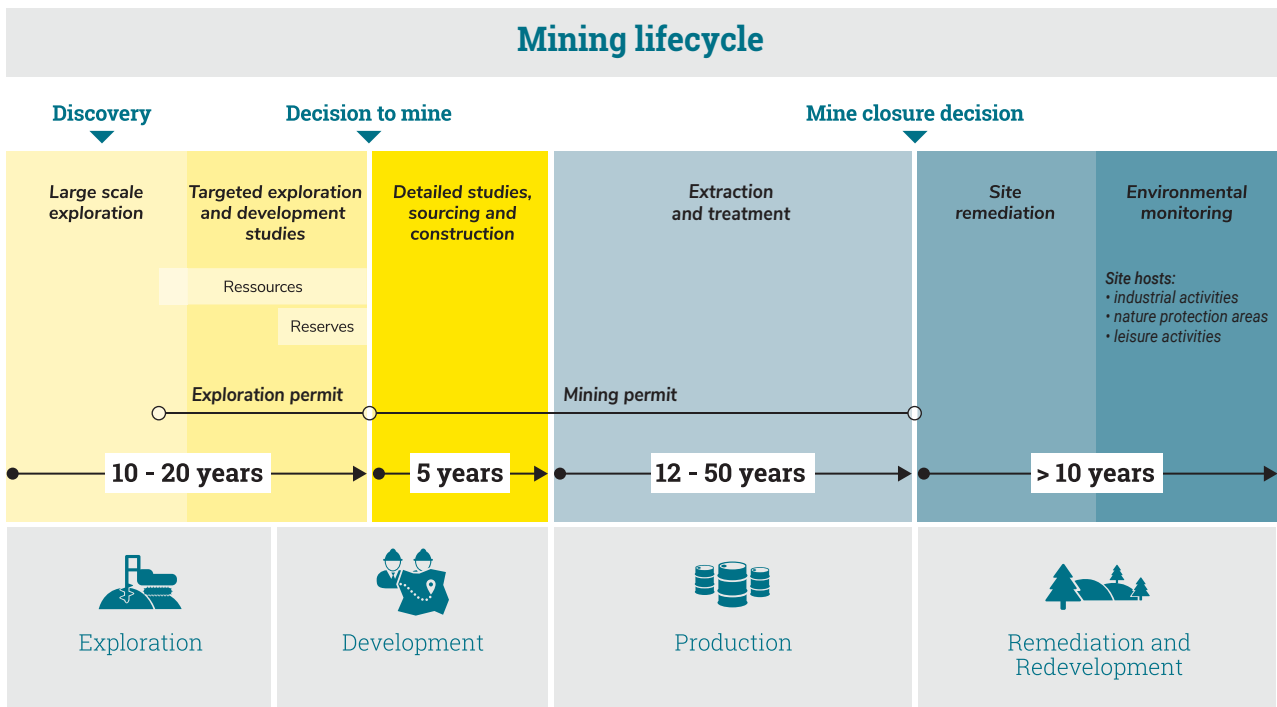 Mining lifecycle
Discovery
Decision to mine
Mine closure decision
Large scale
exploration
Targeted exploration
and development
studies
Detailed studies,
sourcing and
construction
Extraction
and treatment
Site
remediation
Environmental
monitoring
Ressources
Reserves
Site hosts:
• industrial activities
• nature protection areas
• leisure activities
Exploration permit
Mining permit
10 - 20 years
5 years
12 - 50 years
> 10 years
Exploration
Development
Production
Remediation and
Redevelopment